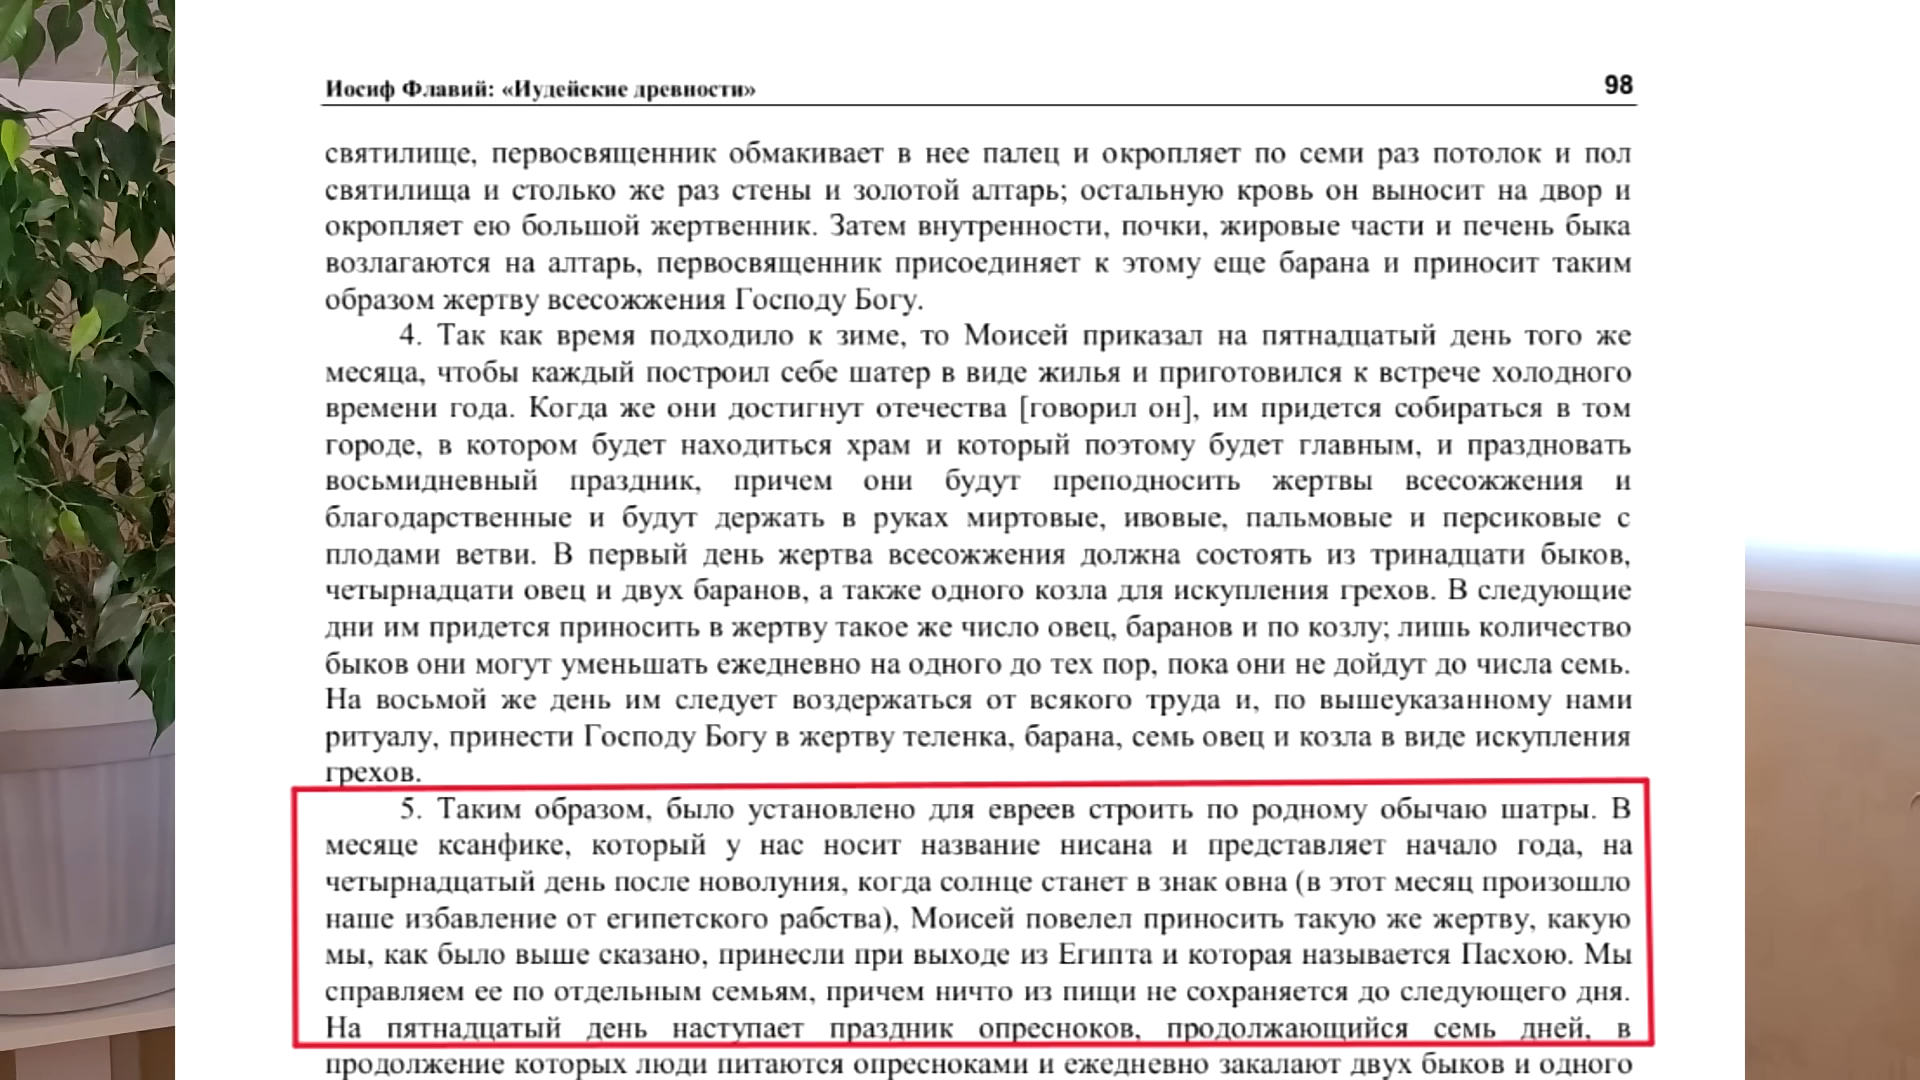 Иосиф Флавий: «Иудейские древности»
98
святилище, первосвященник обмакивает в нее палец и окропляет по семи раз потолок и пол
святилища и столько же раз стены и золотой алтарь; остальную кровь он выносит на двор и
окропляет ею большой жертвенник. Затем внутренности, почки, жировые части и печень быка
возлагаются на алтарь, первосвященник присоединяет к этому еще барана и приносит таким
образом жертву всесожжения Господу Богу.
4. Так как время подходило к зиме, то Моисей приказал на пятнадцатый день того же
месяца, чтобы каждый построил себе шатер в виде жилья и приготовился к встрече холодного
времени года. Когда же они достигнут отечества [говорил он], им придется собираться в том
городе, в котором будет находиться храм и который поэтому будет главным, и праздновать
восьмидневный праздник, причем они будут преподносить жертвы всесожжения и
благодарственные и будут держать в руках миртовые, ивовые, пальмовые и персиковые с
плодами ветви. В первый день жертва всесожжения должна состоять из тринадцати быков,
четырнадцати овец и двух баранов, а также одного козла для искупления грехов. В следующие
дни им придется приносить в жертву такое же число овец, баранов и по козлу; лишь количество
быков они могут уменьшать ежедневно на одного до тех пор, пока они не дойдут до числа семь.
На восьмой же день им следует воздержаться от всякого труда и, по вышеуказанному нами
ритуалу, принести Господу Богу в жертву теленка, барана, семь овец и козла в виде искупления
грехов.
5. Таким образом, было установлено для евреев строить по родному обычаю шатры. В
месяце ксанфике, который у нас носит название нисана и представляет начало года, на
четырнадцатый день после новолуния, когда солнце станет в знак овна (в этот месяц произошло
наше избавление от египетского рабства), Моисей повелел приносить такую же жертву, какую
мы, как было выше сказано, принесли при выходе из Египта и которая называется Пасхою. Мы
справляем ее по отдельным семьям, причем ничто из пищи не сохраняется до следующего дня.
На пятнадцатый день наступает праздник опресноков, продолжающийся семь дней, в
продолжение которых люди питаются опресноками и ежедневно закалают двух быков и одного